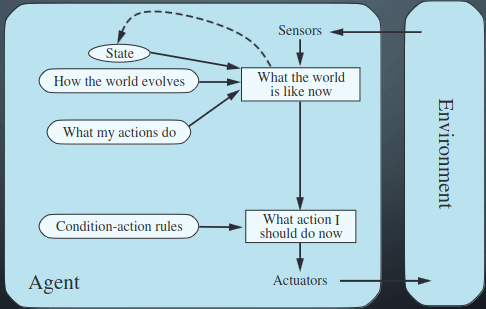 Sensors
State
How the world evolves
What the world
is like now
What my actions do
Environment
Condition-action rules
What action I
should do now
Agent
Actuators